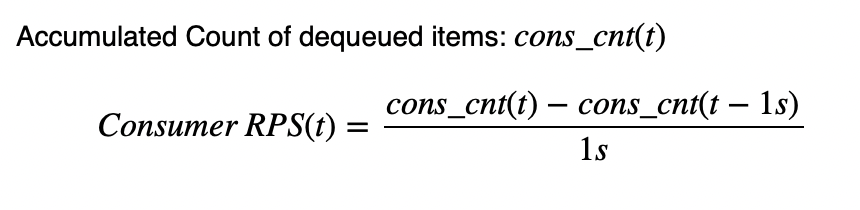 Accumulated Count of dequeued items: cons_cnt(t)
Consumer RPS(t) = cons_cnt(t) – cons_cnt(t – 1s)
1s